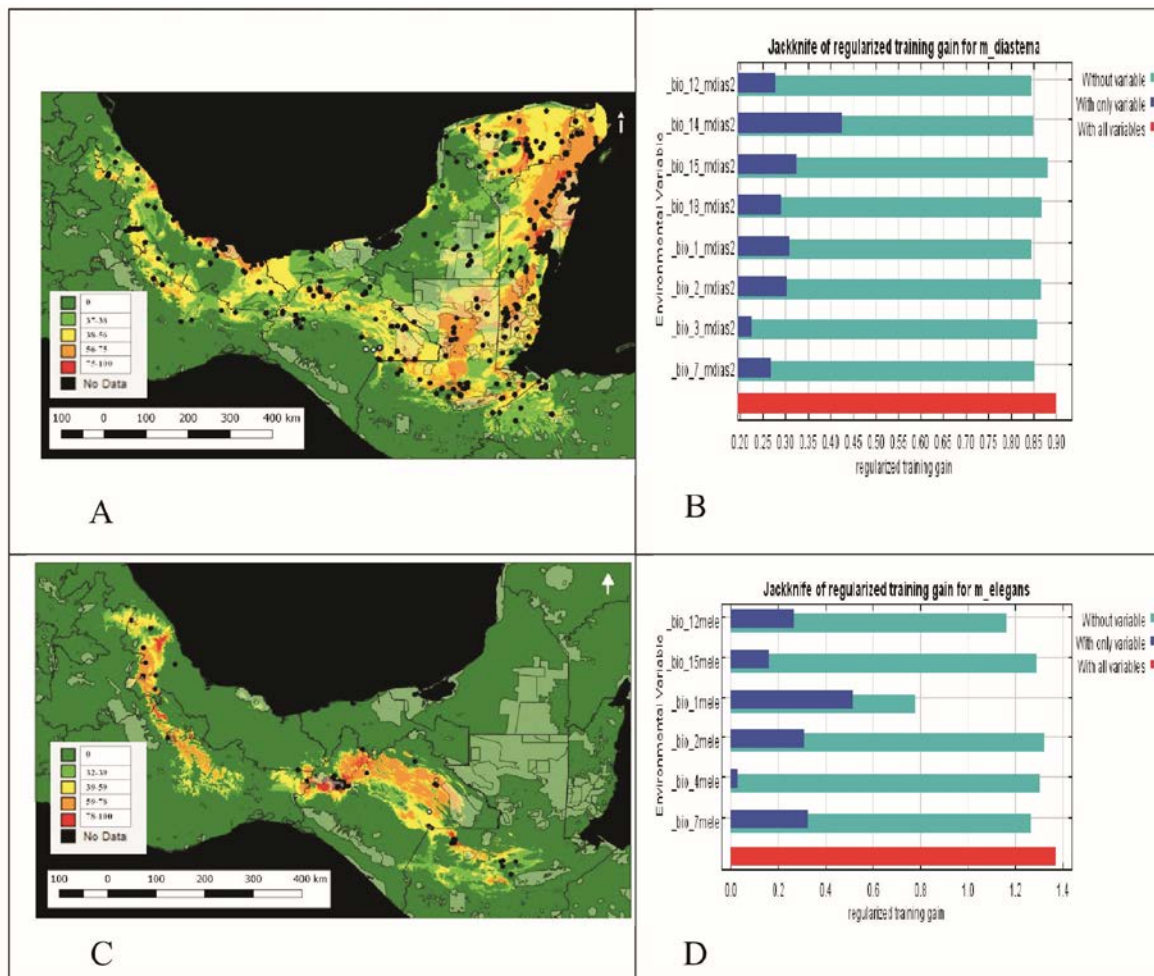 0
37-38
38-56
56-75
75-100
No Data
100 0 100 200 300 400 km
A
Jackknife of regularized training gain for m_diastema
Environmental Variable
_bio_12_mdias2
_bio_14_mdias2
_bio_15_mdias2
_bio_18_mdias2
_bio_1_mdias2
_bio_2_mdias2
_bio_3_mdias2
_bio_7_mdias2
Without variable
With only variable
With all variables
0.20 0.25 0.30 0.35 0.40 0.45 0.50 0.55 0.60 0.65 0.70 0.75 0.80 0.85 0.90
regularized training gain
B
0
32-39
39-59
59-78
78-100
No Data
100 0 100 200 300 400 km
C
Jackknife of regularized training gain for m_elegans
Environmental Variable
_bio_12mele
_bio_15mele
_bio_1mele
_bio_2mele
_bio_4mele
_bio_7mele
Without variable
With only variable
With all variables
0.0 0.2 0.4 0.6 0.8 1.0 1.2 1.4
regularized training gain
D